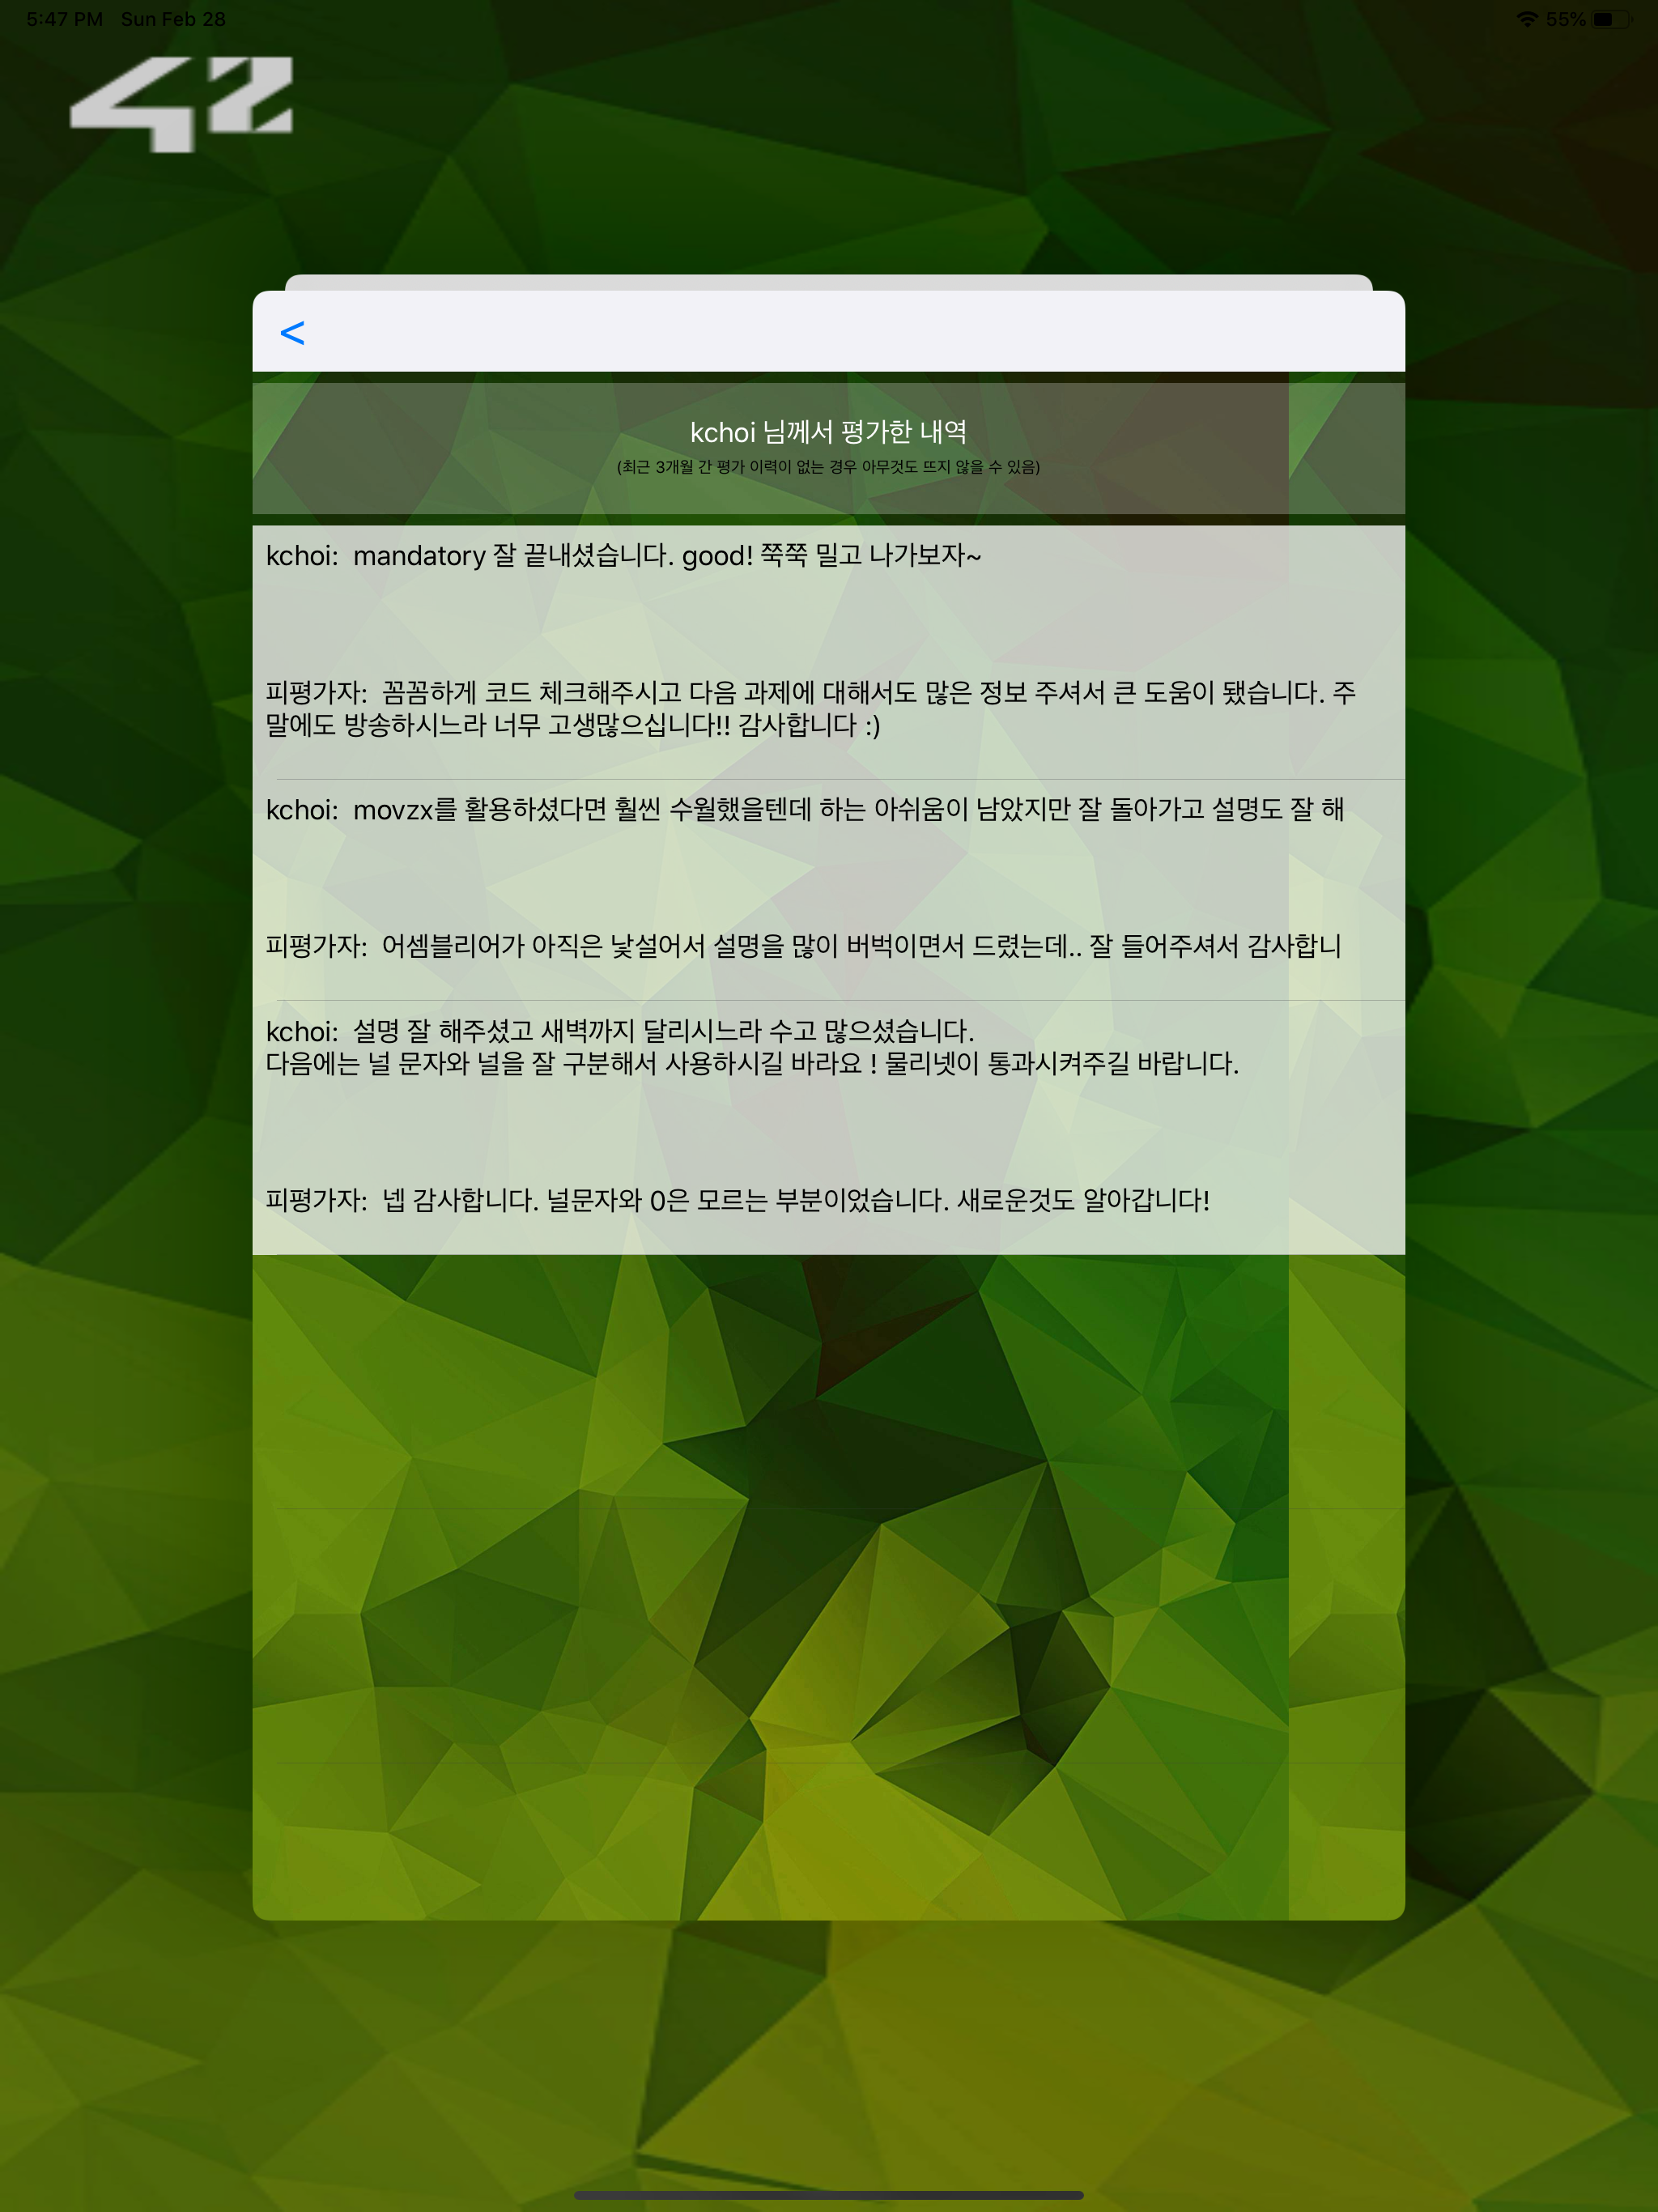 5:47 PM Sun Feb 28
55%
42
<
kchoi 님께서 평가한 내역
(최근 3개월 간 평가 이력이 없는 경우 아무것도 뜨지 않을 수 있음)
kchoi: mandatory 잘 끝내셨습니다. good! 쭉쭉 밀고 나가보자~
피평가자: 꼼꼼하게 코드 체크해주시고 다음 과제에 대해서도 많은 정보 주셔서 큰 도움이 됐습니다. 주
말에도 방송하시느라 너무 고생많으십니다!! 감사합니다 :)
kchoi: movzx를 활용하셨다면 훨씬 수월했을텐데 하는 아쉬움이 남았지만 잘 돌아가고 설명도 잘 해
피평가자: 어셈블리어가 아직은 낯설어서 설명을 많이 버벅이면서 드렸는데.. 잘 들어주셔서 감사합니
kchoi: 설명 잘 해주셨고 새벽까지 달리시느라 수고 많으셨습니다.
다음에는 널 문자와 널을 잘 구분해서 사용하시길 바라요 ! 물리넷이 통과시켜주길 바랍니다.
피평가자: 넵 감사합니다. 널문자와 0은 모르는 부분이었습니다. 새로운것도 알아갑니다!